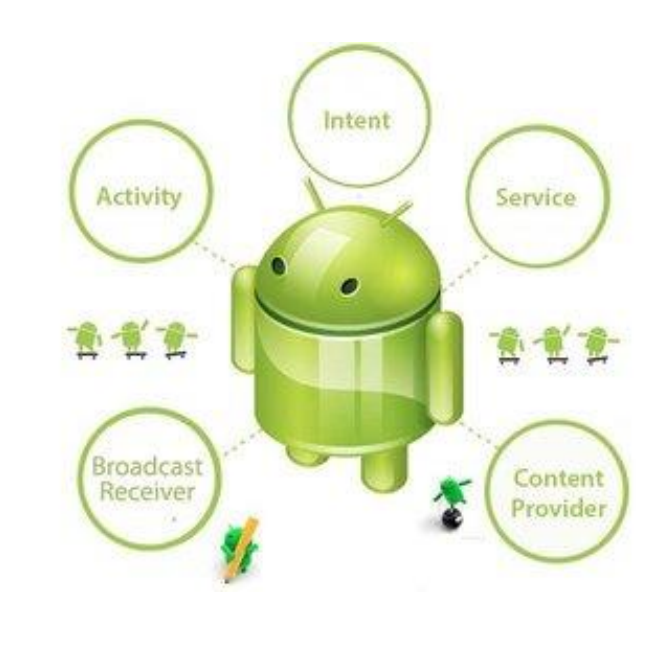 Intent
Activity
Service
Broadcast
Receiver
Content
Provider